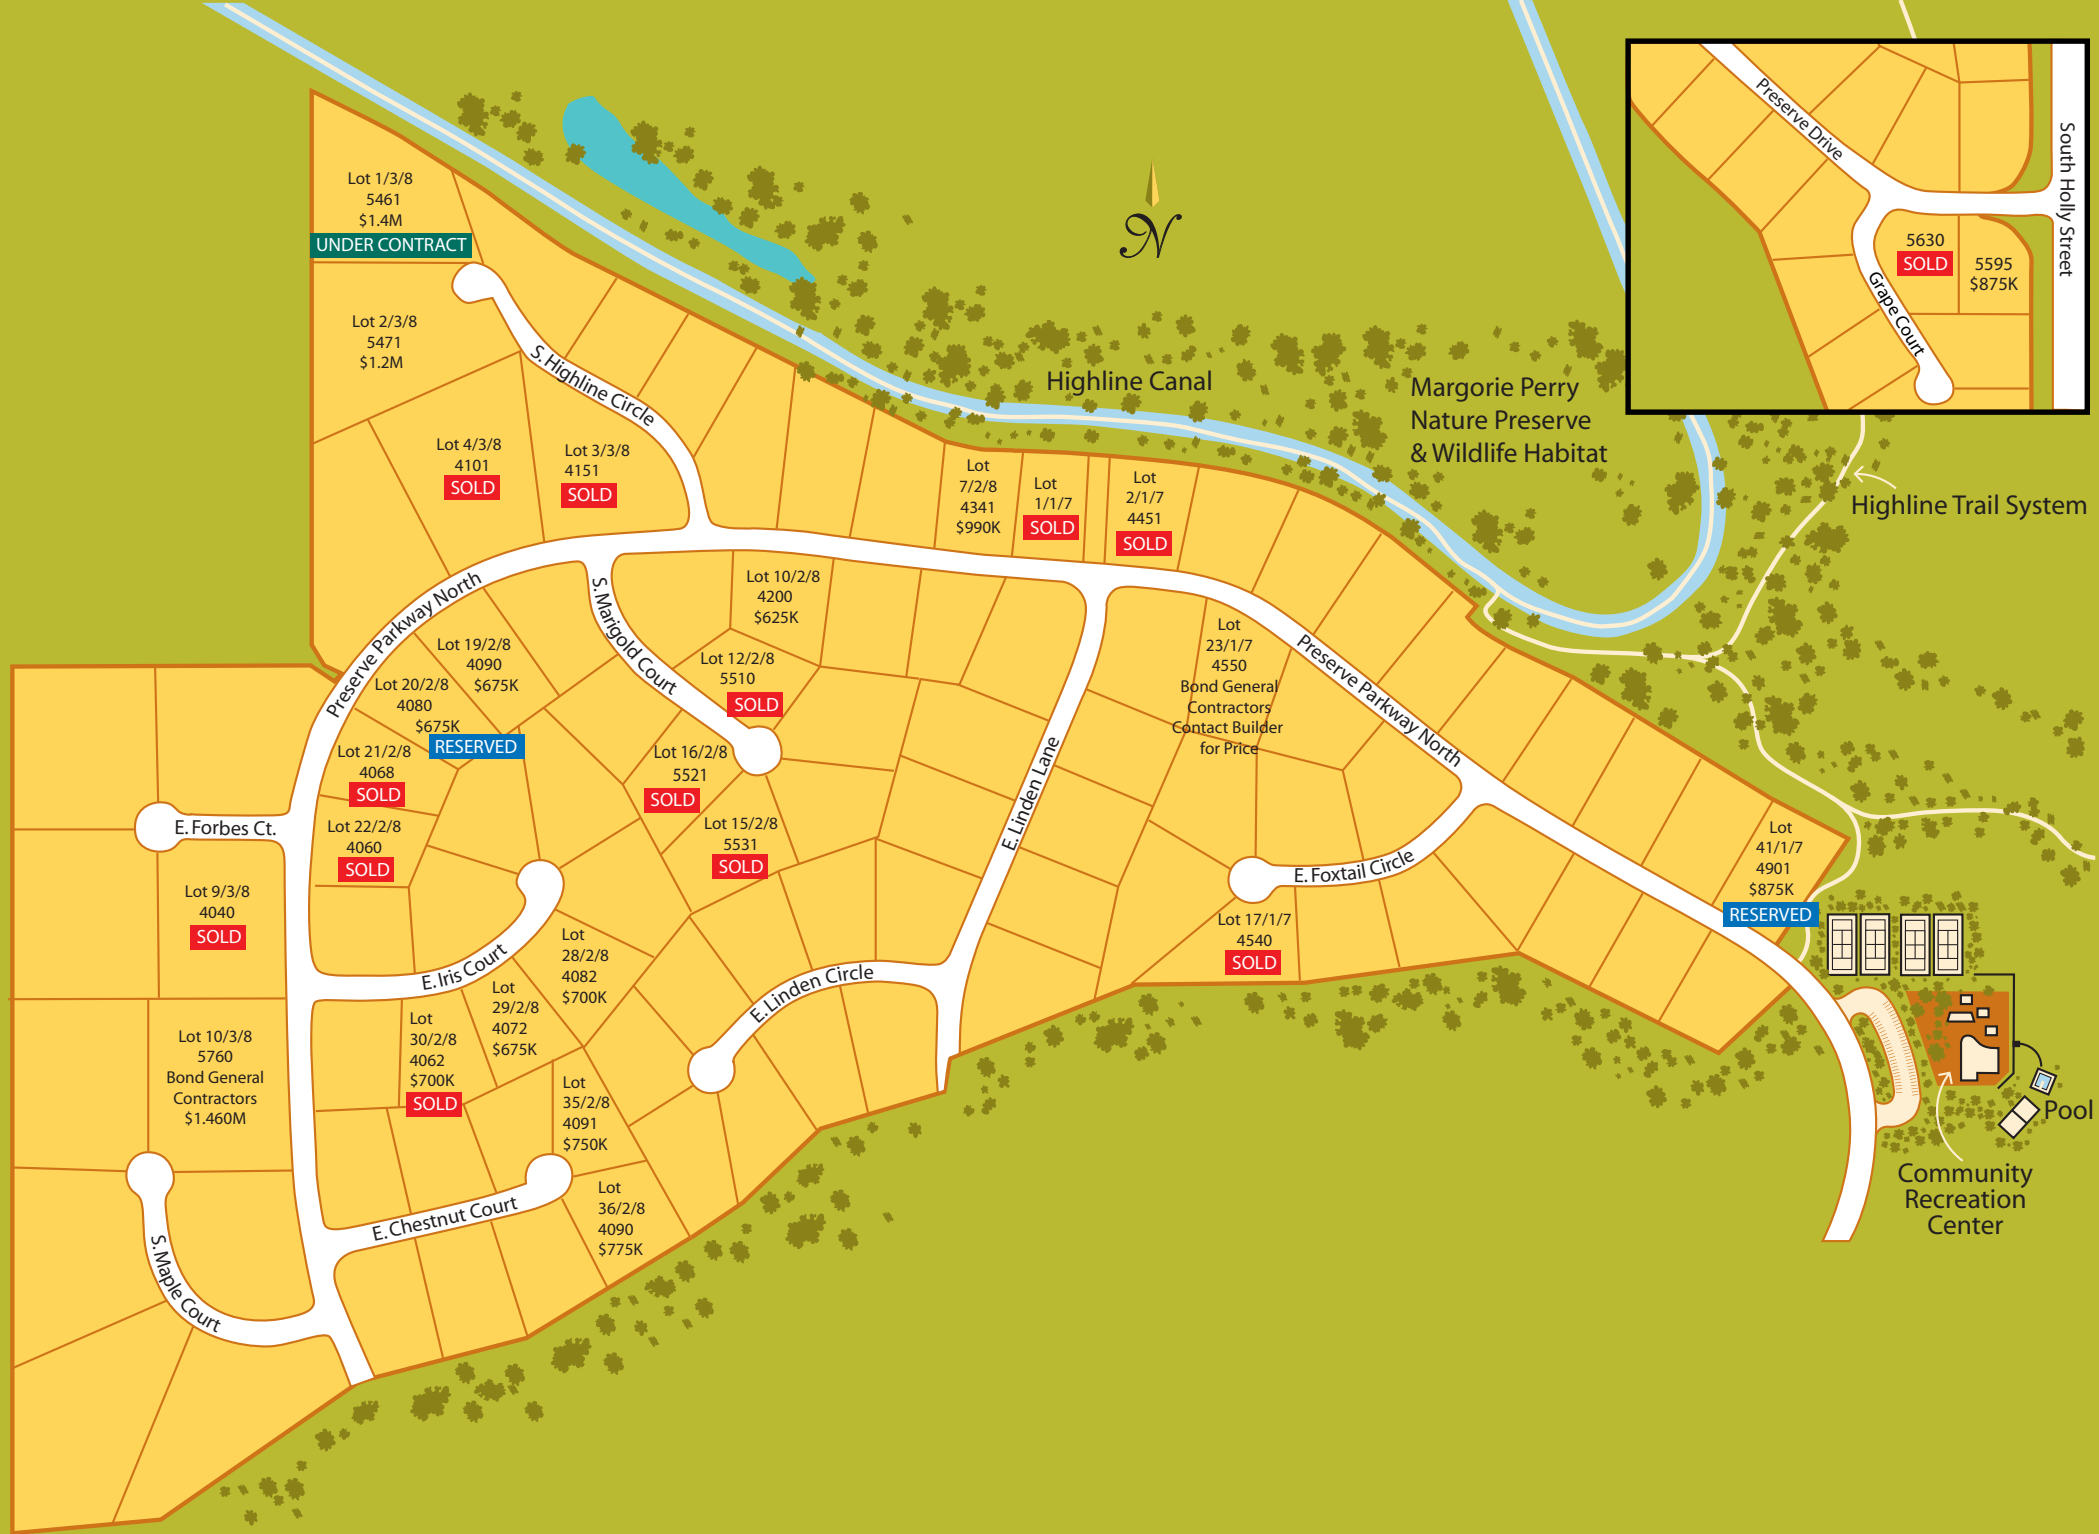 Lot 1/3/8
5461
$1.4M
UNDER CONTRACT
Lot 2/3/8
5471
$1.2M
S. Highline Circle
Lot 4/3/8
4101
SOLD
Lot 3/3/8
4151
SOLD
N
Highline Canal
Margorie Perry
Nature Preserve
& Wildlife Habitat
Preserve Drive
South Holly Street
5630
SOLD
5595
$875K
Grape Court
Highline Trail System
Lot
7/2/8
4341
$990K
Lot
1/1/7
SOLD
Lot
2/1/7
4451
SOLD
Preserve Parkway North
S. Marigold Court
Lot 10/2/8
4200
$625K
Lot 19/2/8
4090
$675K
Lot 20/2/8
4080
$675K
RESERVED
Lot 12/2/8
5510
SOLD
Lot 21/2/8
4068
SOLD
Lot 16/2/8
5521
SOLD
Lot 22/2/8
4060
SOLD
Lot 15/2/8
5531
SOLD
Lot
23/1/7
4550
Bond General
Contractors
Contact Builder
for Price
Preserve Parkway North
E. Linden Lane
E. Forbes Ct.
Lot 9/3/8
4040
SOLD
E. Foxtail Circle
Lot 17/1/7
4540
SOLD
Lot
41/1/7
4901
$875K
RESERVED
E. Iris Court
Lot
28/2/8
4082
$700K
Lot
29/2/8
4072
$675K
Lot
30/2/8
4062
$700K
SOLD
E. Linden Circle
Lot 10/3/8
5760
Bond General
Contractors
$1.460M
Lot
35/2/8
4091
$750K
Lot
36/2/8
4090
$775K
E. Chestnut Court
S. Maple Court
Pool
Community
Recreation
Center